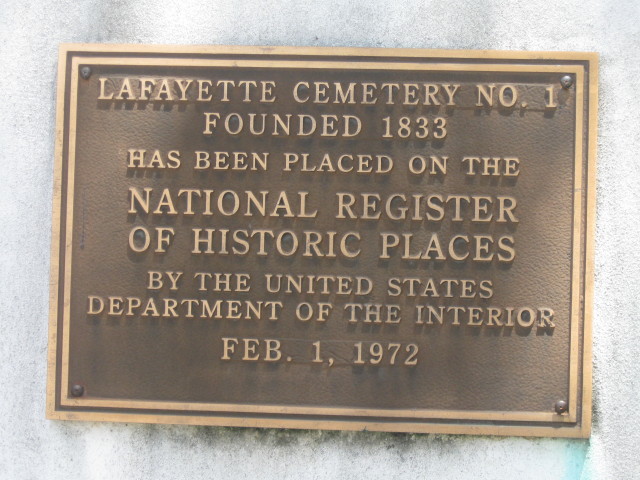 LAFAYETTE CEMETERY NO. 1
FOUNDED 1833
HAS BEEN PLACED ON THE
NATIONAL REGISTER
OF HISTORIC PLACES
BY THE UNITED STATES
DEPARTMENT OF THE INTERIOR
FEB. 1, 1972